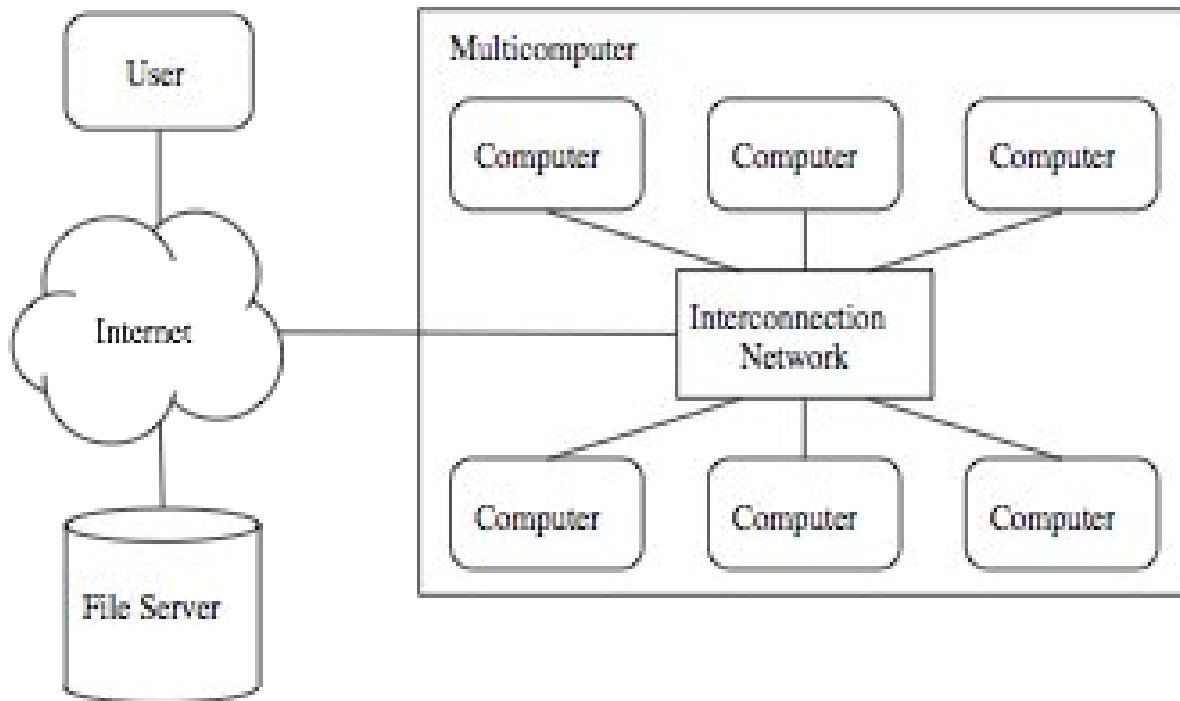 User
Multicomputer
Computer
Computer
Computer
Internet
Interconnection
Network
Computer
Computer
Computer
File Server